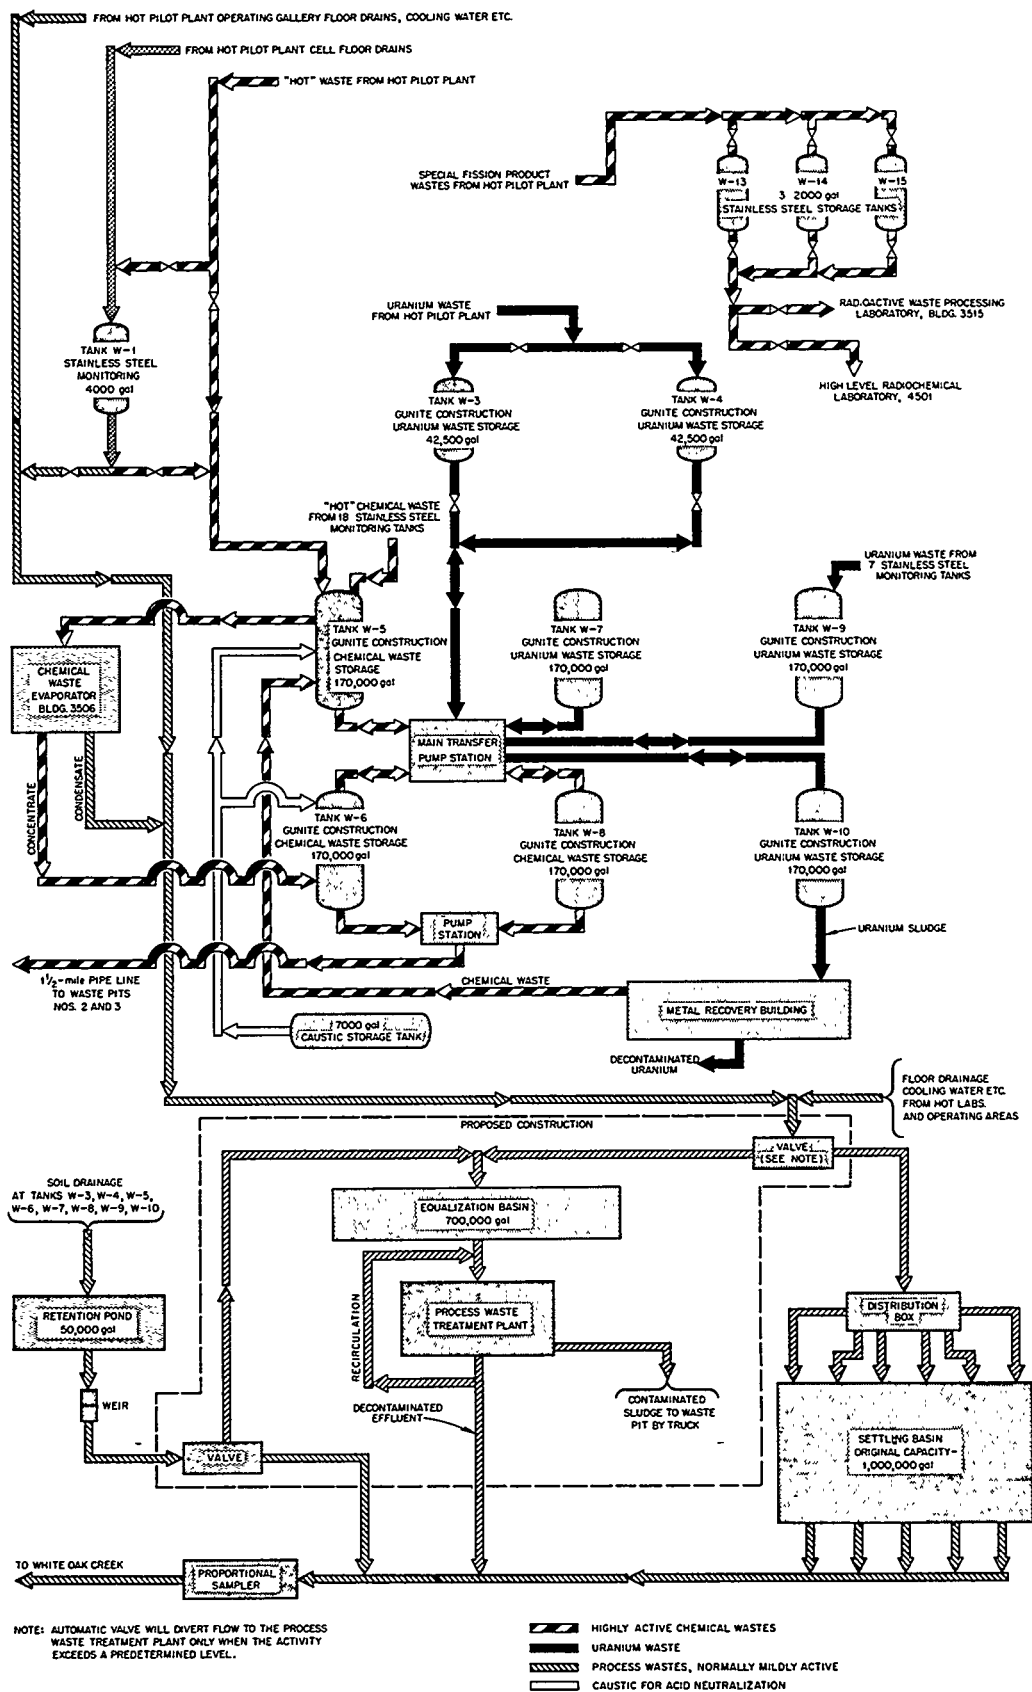 FROM HOT PILOT PLANT OPERATING GALLERY FLOOR DRAINS, COOLING WATER ETC.
FROM HOT PILOT PLANT CELL FLOOR DRAINS
"HOT" WASTE FROM HOT PILOT PLANT
SPECIAL FISSION PRODUCT
WASTES FROM HOT PILOT PLANT
W-13
W-14
W-15
3 2000 gal
STAINLESS STEEL STORAGE TANKS
RADIOACTIVE WASTE PROCESSING
LABORATORY, BLDG. 3515
HIGH LEVEL RADIOCHEMICAL
LABORATORY, 4501
URANIUM WASTE
FROM HOT PILOT PLANT
TANK W-1
STAINLESS STEEL
MONITORING
4000 gal
TANK W-3
GUNITE CONSTRUCTION
URANIUM WASTE STORAGE
42,500 gal
TANK W-4
GUNITE CONSTRUCTION
URANIUM WASTE STORAGE
42,500 gal
"HOT" CHEMICAL WASTE
FROM 18 STAINLESS STEEL
MONITORING TANKS
URANIUM WASTE FROM
7 STAINLESS STEEL
MONITORING TANKS
TANK W-5
GUNITE CONSTRUCTION
CHEMICAL WASTE
STORAGE
170,000 gal
TANK W-7
GUNITE CONSTRUCTION
URANIUM WASTE STORAGE
170,000 gal
TANK W-9
GUNITE CONSTRUCTION
URANIUM WASTE STORAGE
170,000 gal
CHEMICAL
WASTE
EVAPORATOR
BLDG. 3506
MAIN TRANSFER
PUMP STATION
CONCENTRATE
CONDENSATE
TANK W-6
GUNITE CONSTRUCTION
CHEMICAL WASTE STORAGE
170,000 gal
TANK W-8
GUNITE CONSTRUCTION
CHEMICAL WASTE STORAGE
170,000 gal
TANK W-10
GUNITE CONSTRUCTION
URANIUM WASTE STORAGE
170,000 gal
PUMP
STATION
URANIUM SLUDGE
1 1/2-mile PIPE LINE
TO WASTE PITS
NOS. 2 AND 3
CHEMICAL WASTE
METAL RECOVERY BUILDING
7000 gal
CAUSTIC STORAGE TANK
DECONTAMINATED
URANIUM
FLOOR DRAINAGE
COOLING WATER ETC.
FROM HOT LABS.
AND OPERATING AREAS
PROPOSED CONSTRUCTION
VALVE
(SEE NOTE)
SOIL DRAINAGE
AT TANKS W-3, W-4, W-5,
W-6, W-7, W-8, W-9, W-10
EQUALIZATION BASIN
700,000 gal
RETENTION POND
50,000 gal
RECIRCULATION
PROCESS WASTE
TREATMENT PLANT
DISTRIBUTION
BOX
WEIR
DECONTAMINATED
EFFLUENT
CONTAMINATED
SLUDGE TO WASTE
PIT BY TRUCK
VALVE
SETTLING BASIN
ORIGINAL CAPACITY-
1,000,000 gal
TO WHITE OAK CREEK
PROPORTIONAL
SAMPLER
NOTE: AUTOMATIC VALVE WILL DIVERT FLOW TO THE PROCESS
WASTE TREATMENT PLANT ONLY WHEN THE ACTIVITY
EXCEEDS A PREDETERMINED LEVEL.
HIGHLY ACTIVE CHEMICAL WASTES
URANIUM WASTE
PROCESS WASTES, NORMALLY MILDLY ACTIVE
CAUSTIC FOR ACID NEUTRALIZATION